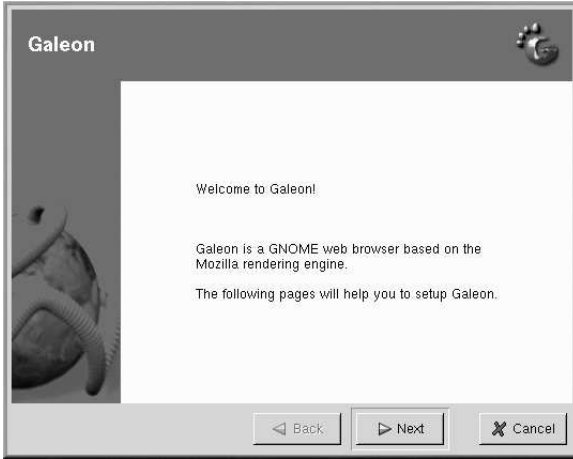 Galeon
Welcome to Galeon!
Galeon is a GNOME web browser based on the
Mozilla rendering engine.
The following pages will help you to setup Galeon.
Back
Next
Cancel